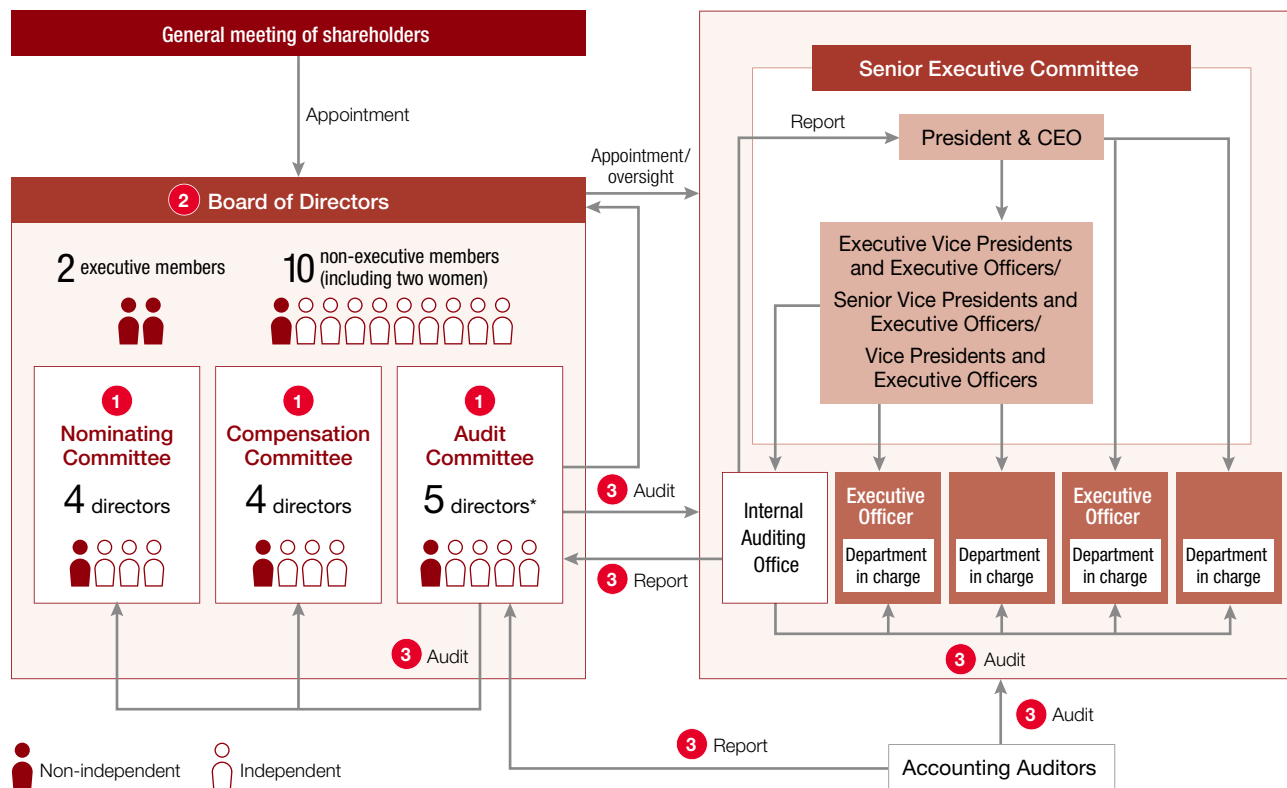 General meeting of shareholders
Appointment
2 Board of Directors
2 executive members
10 non-executive members
(including two women)
1
Nominating
Committee
4 directors
1
Compensation
Committee
4 directors
1
Audit
Committee
5 directors*
3 Audit
Non-independent
Independent
Appointment/
oversight
3 Audit
3 Report
Senior Executive Committee
Report
President & CEO
Executive Vice Presidents
and Executive Officers/
Senior Vice Presidents and
Executive Officers/
Vice Presidents and
Executive Officers
Internal
Auditing
Office
Executive
Officer
Department
in charge
Department
in charge
Executive
Officer
Department
in charge
Department
in charge
3 Audit
3 Audit
3 Report
Accounting Auditors